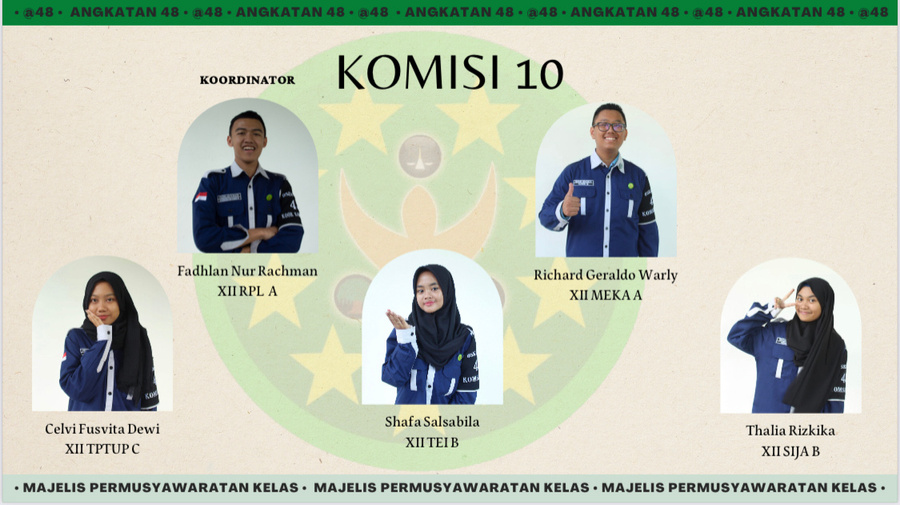 • @48 • ANGKATAN 48 • @48 • ANGKATAN 48 • @48 • ANGKATAN 48 • @48 • ANGKATAN 48 • ANGKATAN 48 • @48
KOMISI 10
KOORDINATOR
Fadhlan Nur Rachman
XII RPL A
Richard Geraldo Warly
XII MEKA A
Celvi Fusvita Dewi
XII TPTUP C
Shafa Salsabila
XII TEI B
Thalia Rizkika
XII SIJA B
• MAJELIS PERMUSYAWARATAN KELAS • MAJELIS PERMUSYAWARATAN KELAS • MAJELIS PERMUSYAWARATAN KELAS •